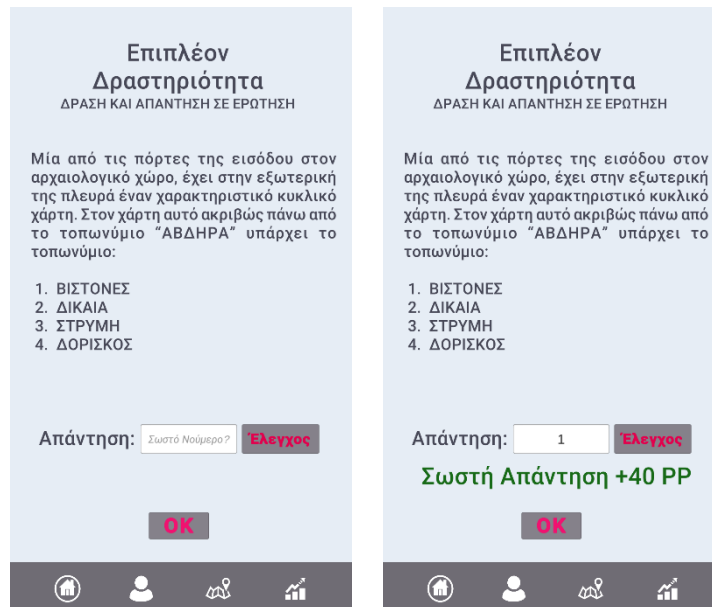 Επιπλέον
Δραστηριότητα
ΔΡΑΣΗ ΚΑΙ ΑΠΑΝΤΗΣΗ ΣΕ ΕΡΩΤΗΣΗ
Μία από τις πόρτες της εισόδου στον
αρχαιολογικό χώρο, έχει στην εξωτερική
της πλευρά έναν χαρακτηριστικό κυκλικό
χάρτη. Στον χάρτη αυτό ακριβώς πάνω από
το τοπωνύμιο “ΑΒΔΗΡΑ” υπάρχει το
τοπωνύμιο:
1. ΒΙΣΤΟΝΕΣ
2. ΔΙΚΑΙΑ
3. ΣΤΡΥΜΗ
4. ΔΟΡΙΣΚΟΣ
Απάντηση: Σωστό Νούμερο? Έλεγχος
OK
Επιπλέον
Δραστηριότητα
ΔΡΑΣΗ ΚΑΙ ΑΠΑΝΤΗΣΗ ΣΕ ΕΡΩΤΗΣΗ
Μία από τις πόρτες της εισόδου στον
αρχαιολογικό χώρο, έχει στην εξωτερική
της πλευρά έναν χαρακτηριστικό κυκλικό
χάρτη. Στον χάρτη αυτό ακριβώς πάνω από
το τοπωνύμιο “ΑΒΔΗΡΑ” υπάρχει το
τοπωνύμιο:
1. ΒΙΣΤΟΝΕΣ
2. ΔΙΚΑΙΑ
3. ΣΤΡΥΜΗ
4. ΔΟΡΙΣΚΟΣ
Απάντηση: 1 Έλεγχος
Σωστή Απάντηση +40 PP
OK